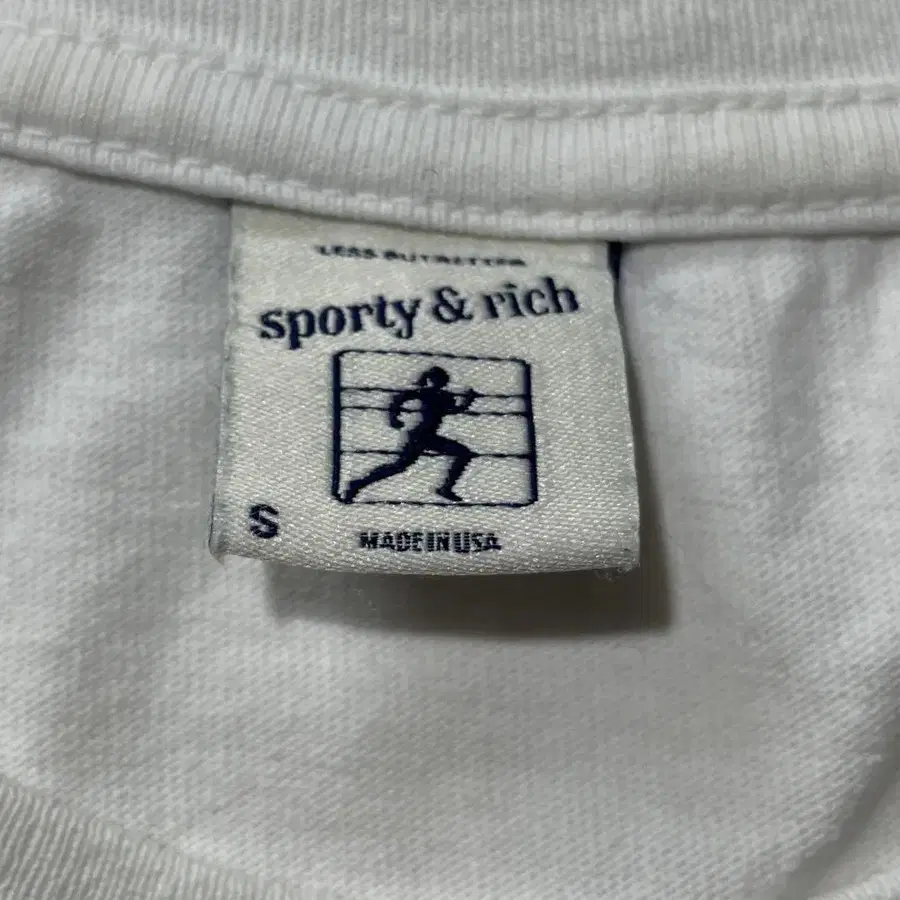 LESS BUT BETTER
sporty & rich
S
MADE IN USA